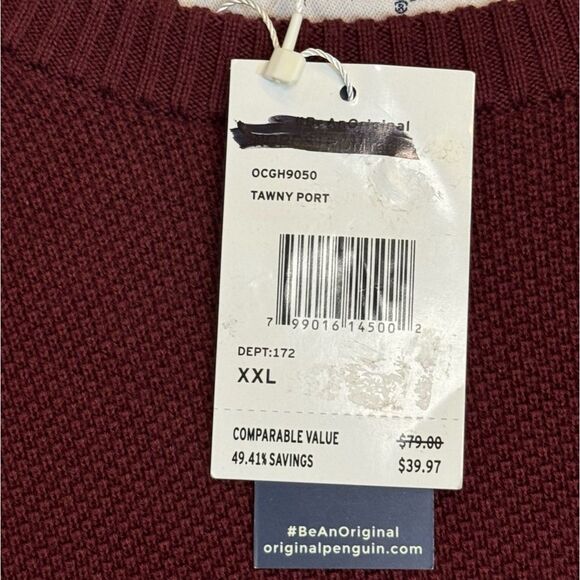 ®
#BeAnOriginal
OCGH9050
TAWNY PORT
7 99016 14500 2
DEPT:172
XXL
COMPARABLE VALUE $79.00
49.41% SAVINGS $39.97
#BeAnOriginal
originalpenguin.com